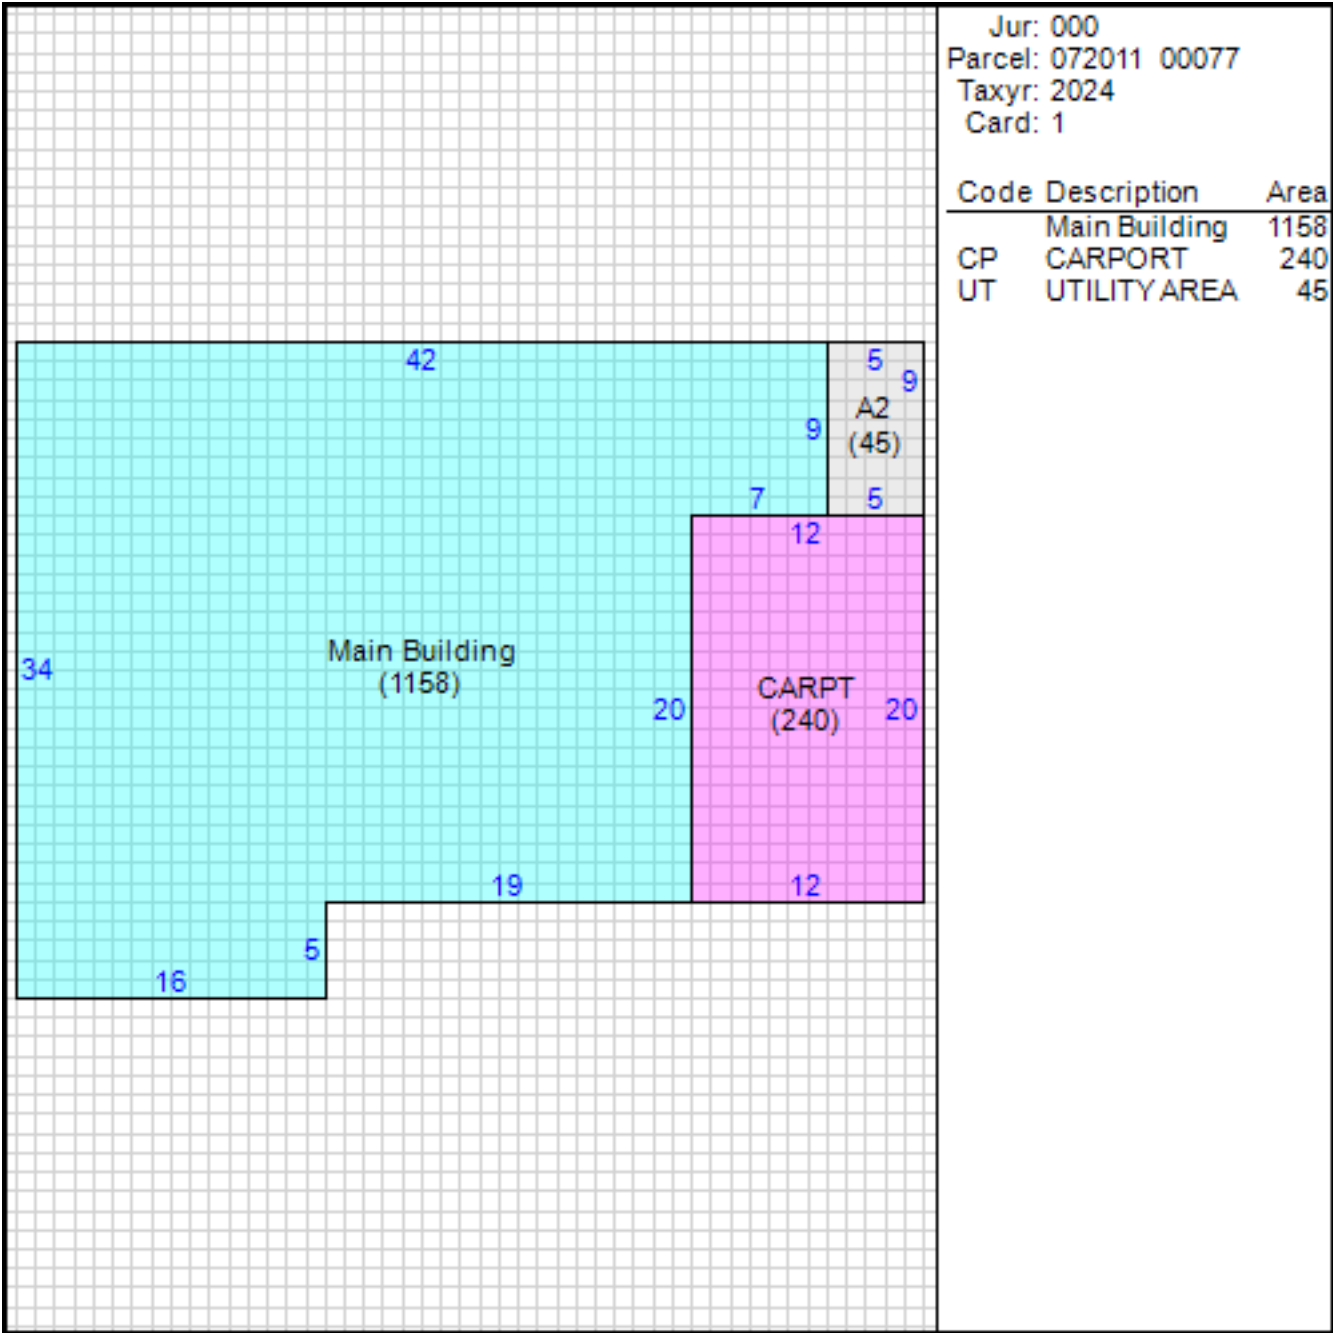 Jur: 000
Parcel: 072011 00077
Taxyr: 2024
Card: 1
Code Description Area
Main Building 1158
CP CARPORT 240
UT UTILITY AREA 45
42
5
9
A2
(45)
9
7
5
12
Main Building
(1158)
34
CARPT
(240)
20
20
19
12
5
16